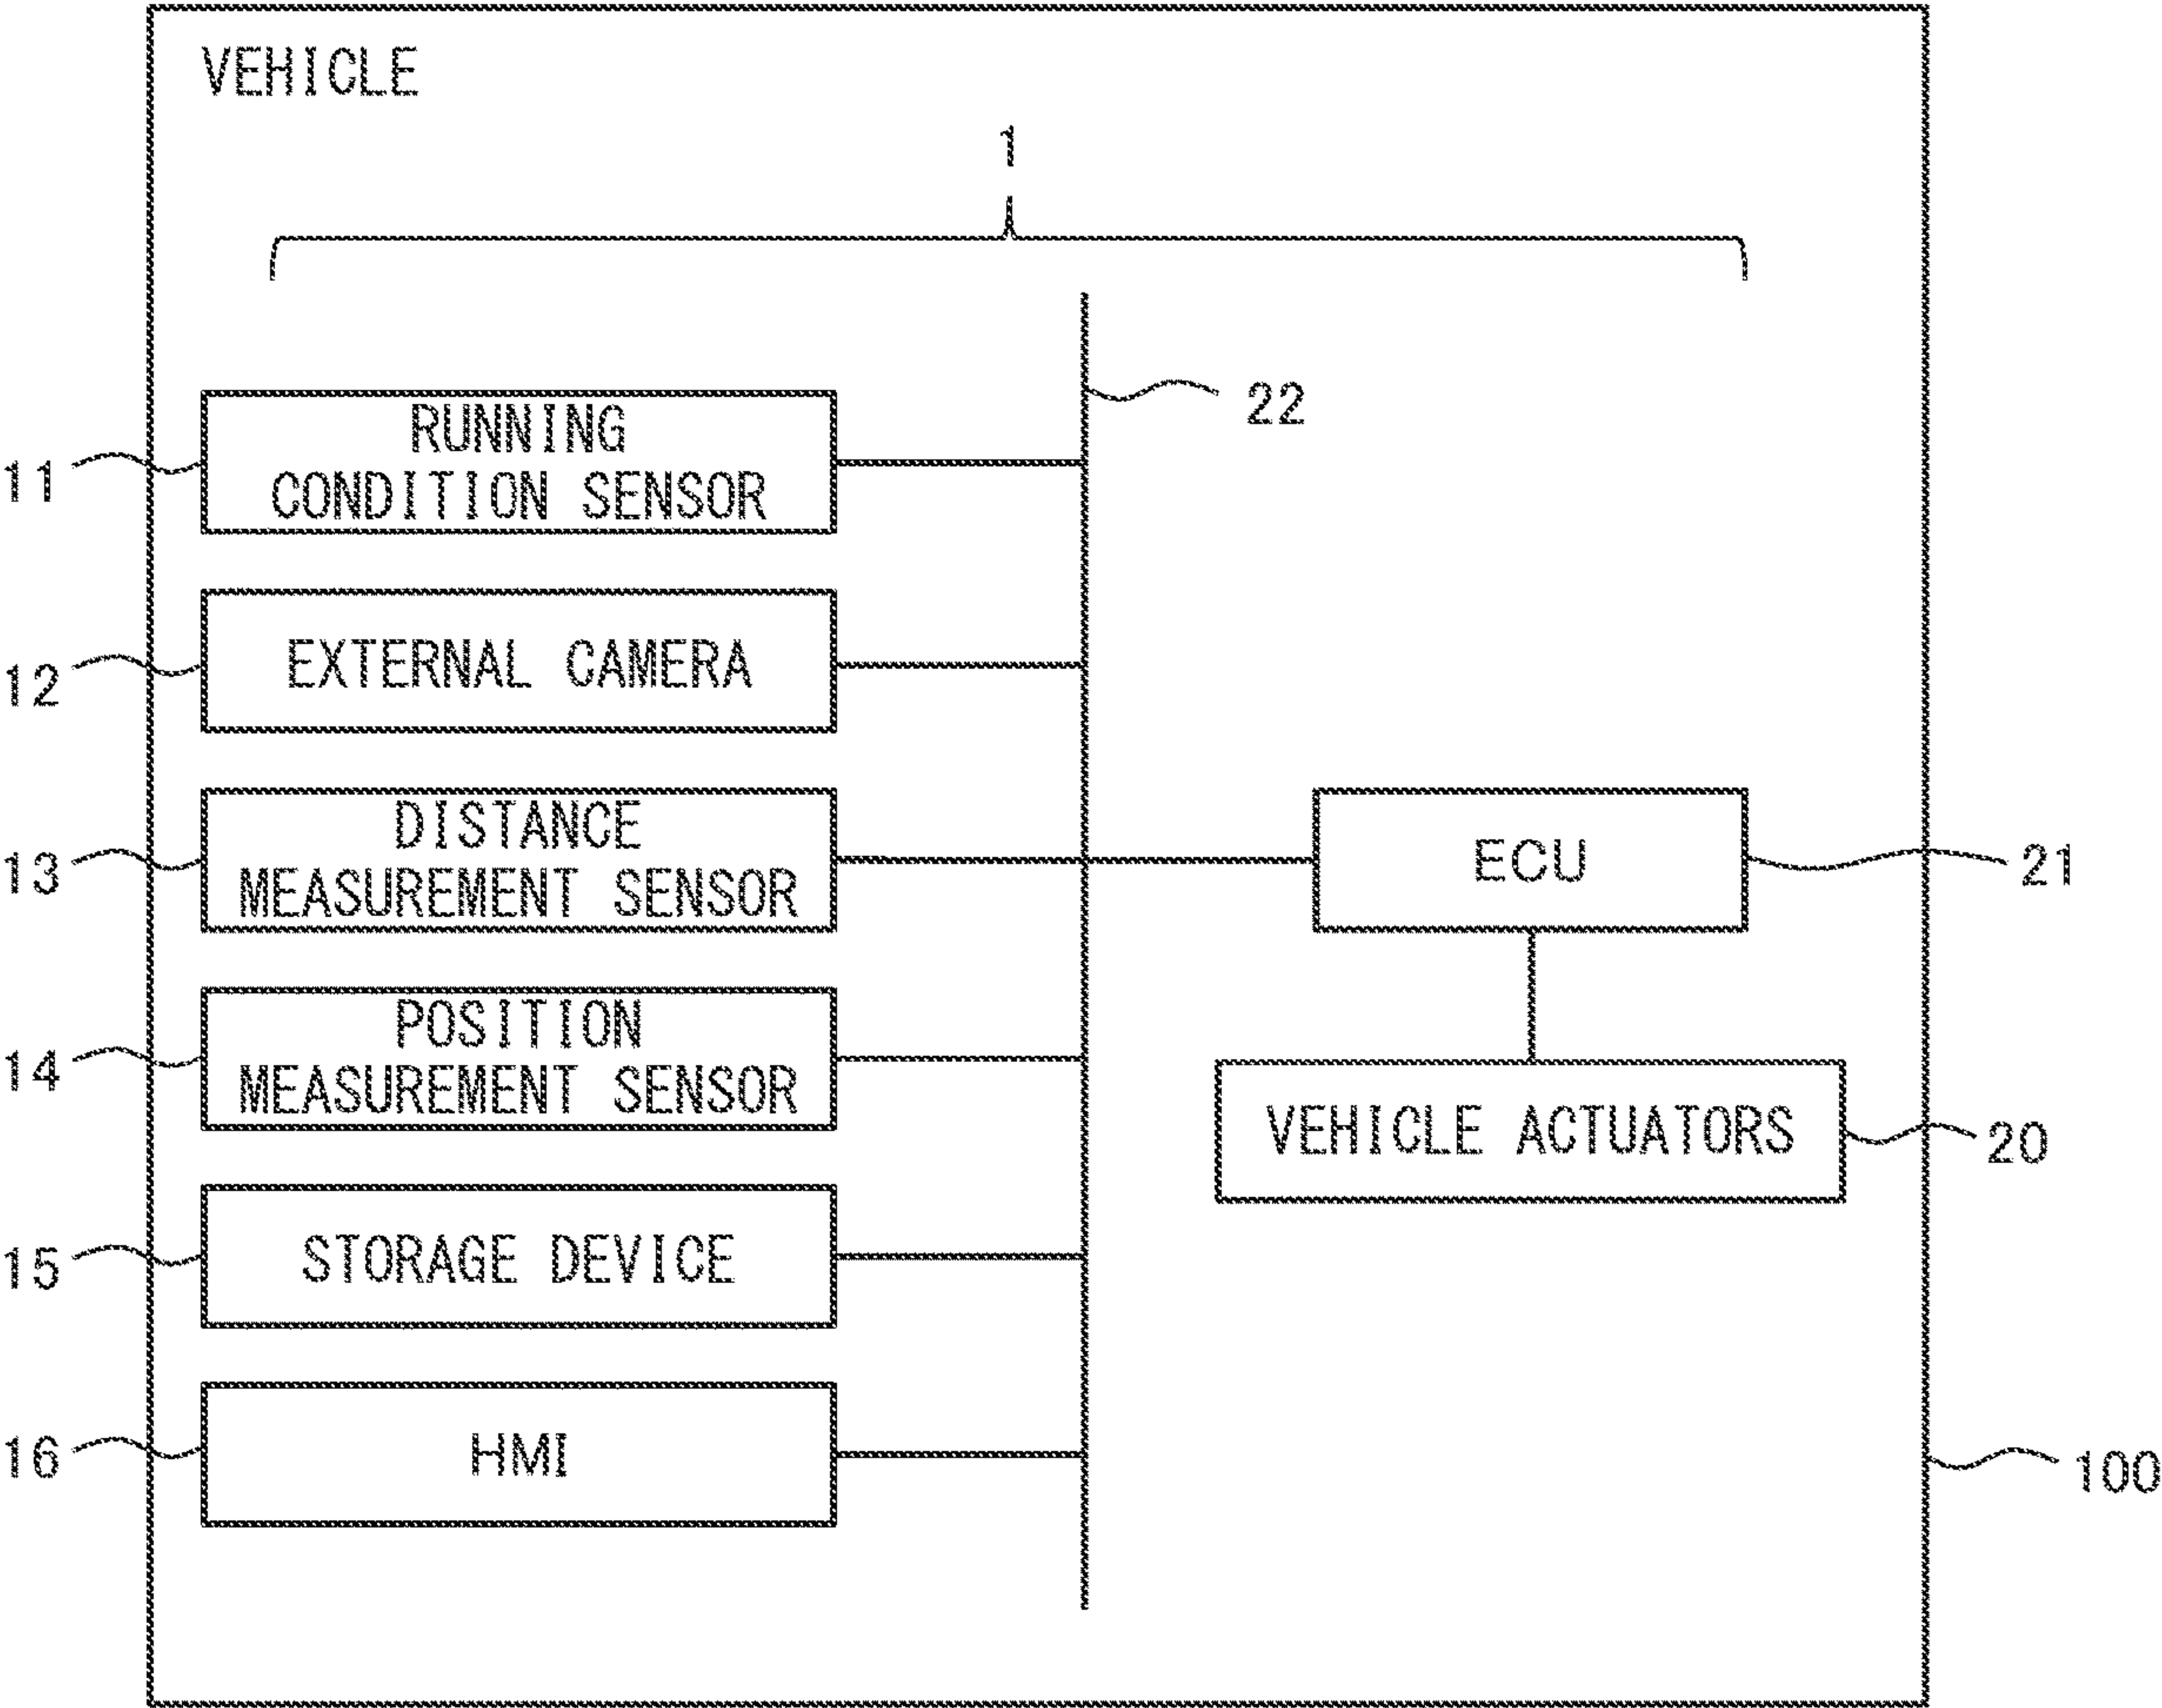 VEHICLE
1
22
11
RUNNING
CONDITION SENSOR
12
EXTERNAL CAMERA
13
DISTANCE
MEASUREMENT SENSOR
ECU
21
14
POSITION
MEASUREMENT SENSOR
VEHICLE ACTUATORS
20
15
STORAGE DEVICE
16
HMI
100